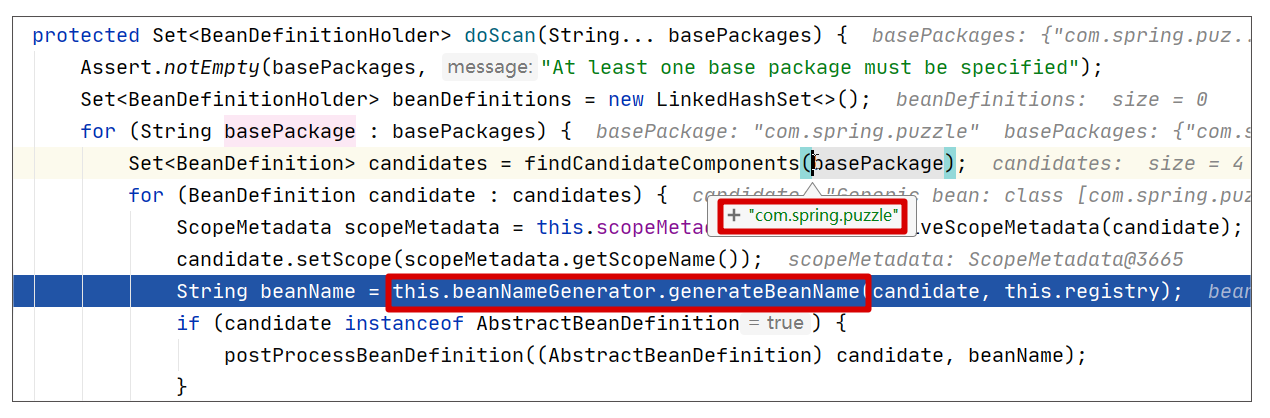 protected Set<BeanDefinitionHolder> doScan(String... basePackages) { basePackages: {"com.spring.puz...
Assert.notEmpty(basePackages, message: "At least one base package must be specified");
Set<BeanDefinitionHolder> beanDefinitions = new LinkedHashSet<>(); beanDefinitions: size = 0
for (String basePackage : basePackages) { basePackage: "com.spring.puzzle" basePackages: {"com.s
Set<BeanDefinition> candidates = findCandidateComponents(basePackage); candidates: size = 4
for (BeanDefinition candidate : candidates) { candidate: "Generic bean: class [com.spring.puz
+ "com.spring.puzzle"
ScopeMetadata scopeMetadata = this.scopeMetad veScopeMetadata(candidate);
candidate.setScope(scopeMetadata.getScopeName()); scopeMetadata: ScopeMetadata@3665
String beanName = this.beanNameGenerator.generateBeanName(candidate, this.registry); bean
if (candidate instanceof AbstractBeanDefinition = true ) {
postProcessBeanDefinition((AbstractBeanDefinition) candidate, beanName);
}